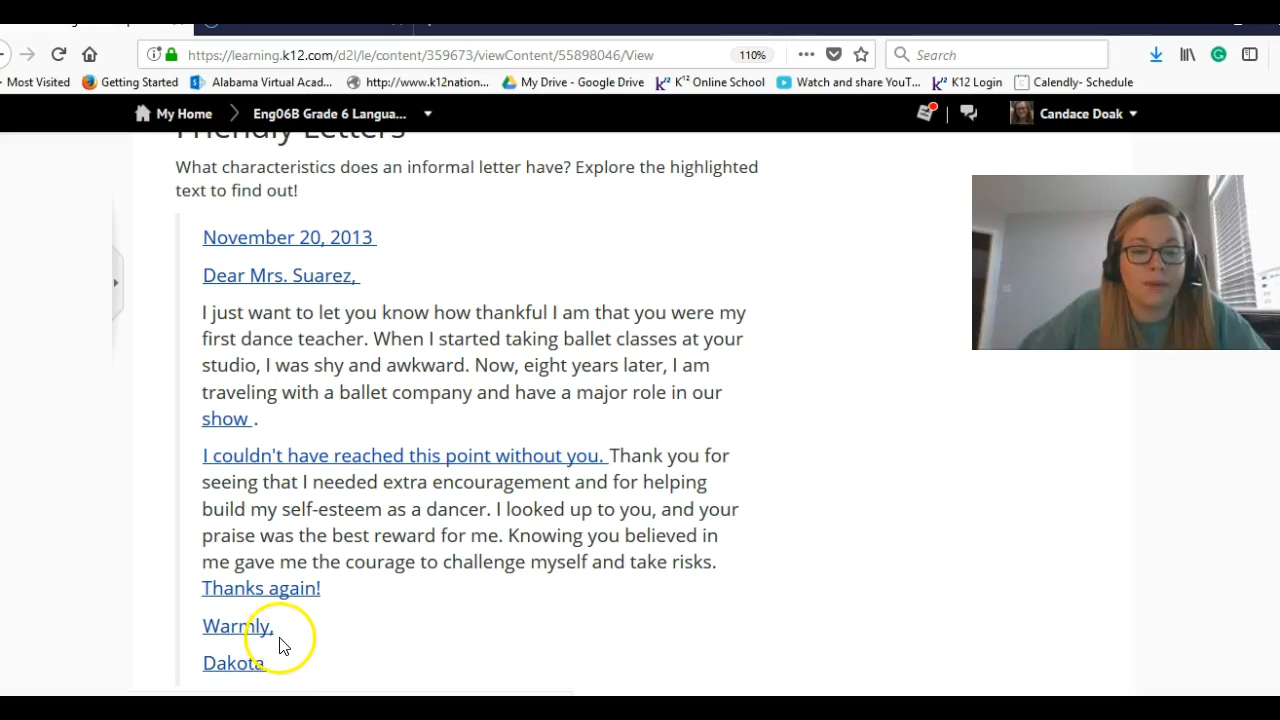 https://learning.k12.com/d2l/le/content/359673/viewContent/55898046/View
110%
Search
Most Visited
Getting Started
Alabama Virtual Acad...
http://www.k12nation...
My Drive - Google Drive
K¹² Online School
Watch and share YouT...
K12 Login
Calendly- Schedule
My Home
Eng06B Grade 6 Langua...
Candace Doak
Friendly Letters
What characteristics does an informal letter have? Explore the highlighted
text to find out!
November 20, 2013
Dear Mrs. Suarez,
I just want to let you know how thankful I am that you were my
first dance teacher. When I started taking ballet classes at your
studio, I was shy and awkward. Now, eight years later, I am
traveling with a ballet company and have a major role in our
show .
I couldn't have reached this point without you. Thank you for
seeing that I needed extra encouragement and for helping
build my self-esteem as a dancer. I looked up to you, and your
praise was the best reward for me. Knowing you believed in
me gave me the courage to challenge myself and take risks.
Thanks again!
Warmly,
Dakota